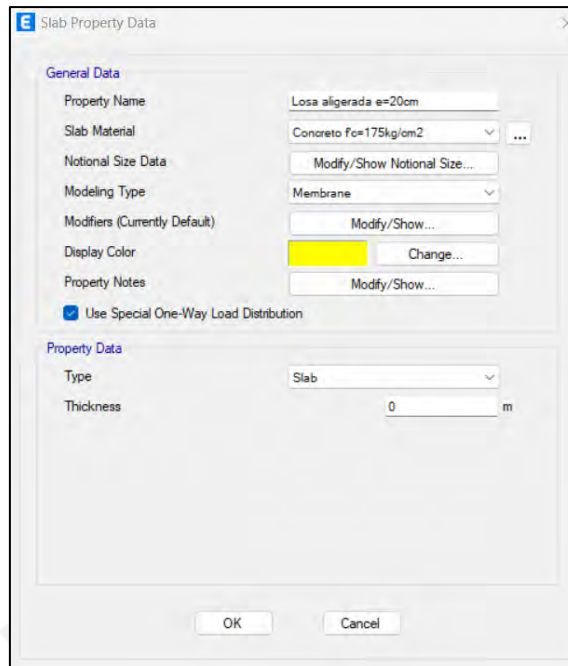 E Slab Property Data
General Data
Property Name Losa aligerada e=20cm
Slab Material Concreto f'c=175kg/cm2 ...
Notional Size Data Modify/Show Notional Size...
Modeling Type Membrane
Modifiers (Currently Default) Modify/Show...
Display Color Change...
Property Notes Modify/Show...
Use Special One-Way Load Distribution
Property Data
Type Slab
Thickness 0 m
OK Cancel